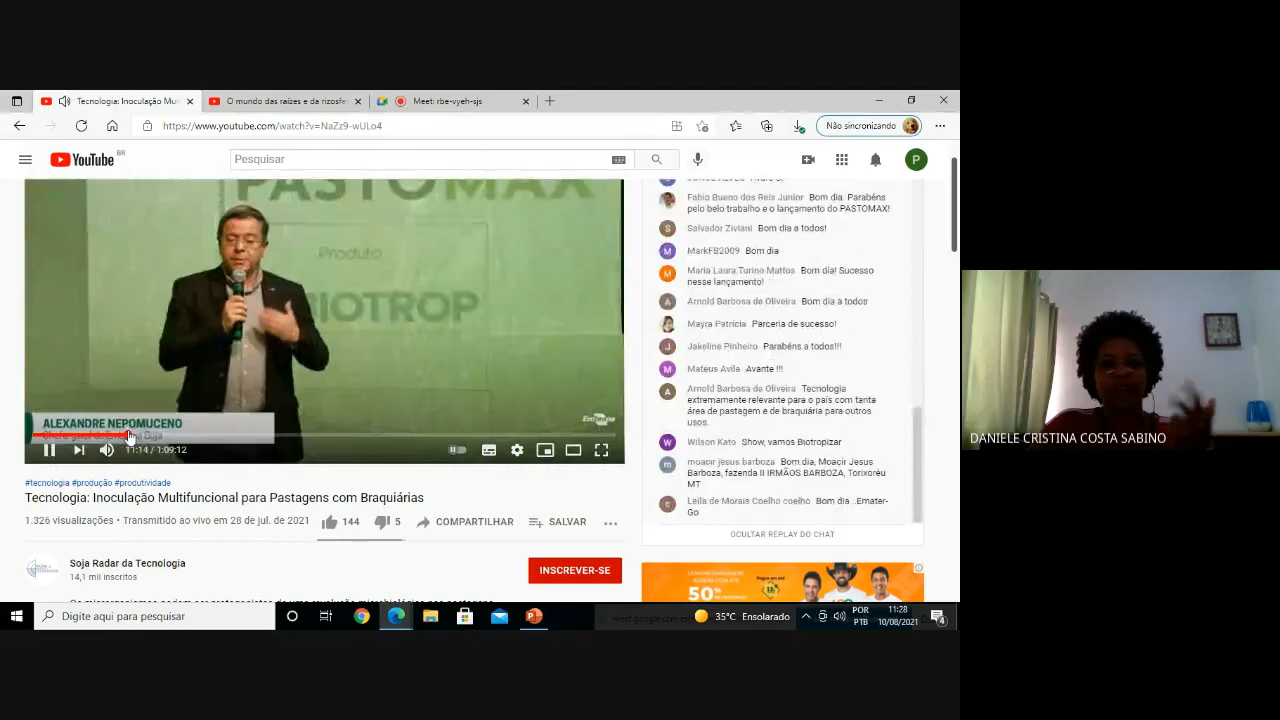 Tecnologia: Inoculação Mul
O mundo das raízes e da rizosfe
Meet: rbe-vyeh-sjs
https://www.youtube.com/watch?v=NaZz9-wULo4
Não sincronizando
YouTube BR
Pesquisar
P
PASTOMAX
Produto
BIOTROP
ALEXANDRE NEPOMUCENO
Embrapa
11:14 / 1:09:12
Fabio Bueno dos Reis Junior Bom dia. Parabéns
pelo belo trabalho e o lançamento do PASTOMAX!
S Salvador Ziviani Bom dia a todos!
M MarkFB2009 Bom dia
M Maria Laura Turino Mattos Bom dia! Sucesso
nesse lançamento!
A Arnold Barbosa de Oliveira Bom dia a todos
Mayra Patrícia Parceria de sucesso!
J Jakeline Pinheiro Parabéns a todos!!!
M Mateus Avila Avante !!!
A Arnold Barbosa de Oliveira Tecnologia
extremamente relevante para o país com tanta
área de pastagem e de braquiária para outros
usos.
W Wilson Kato Show, vamos Biotropizar
m moacir jesus barboza Bom dia, Moacir Jesus
Barboza, fazenda II IRMÃOS BARBOZA, Torixoréu
MT
Leila de Morais Coelho coelho Bom dia ..Emater-
Go
OCULTAR REPLAY DO CHAT
#tecnologia #produção #produtividade
Tecnologia: Inoculação Multifuncional para Pastagens com Braquiárias
1.326 visualizações • Transmitido ao vivo em 28 de jul. de 2021
144
5
COMPARTILHAR
SALVAR
Soja Radar da Tecnologia
14,1 mil inscritos
INSCREVER-SE
50%
Digite aqui para pesquisar
35°C Ensolarado
POR
PTB
11:28
10/08/2021
4
DANIELE CRISTINA COSTA SABINO